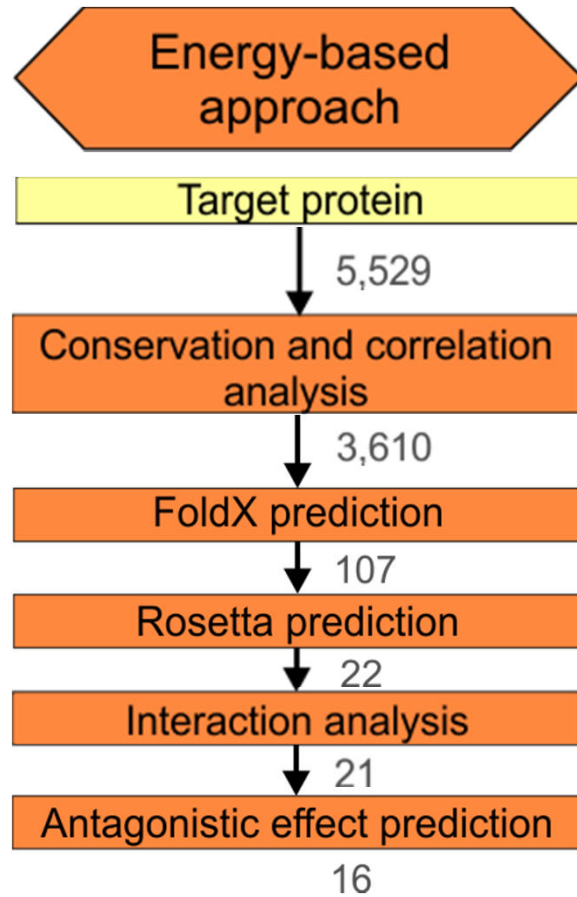 Energy-based
approach
Target protein
5,529
Conservation and correlation
analysis
3,610
FoldX prediction
107
Rosetta prediction
22
Interaction analysis
21
Antagonistic effect prediction
16